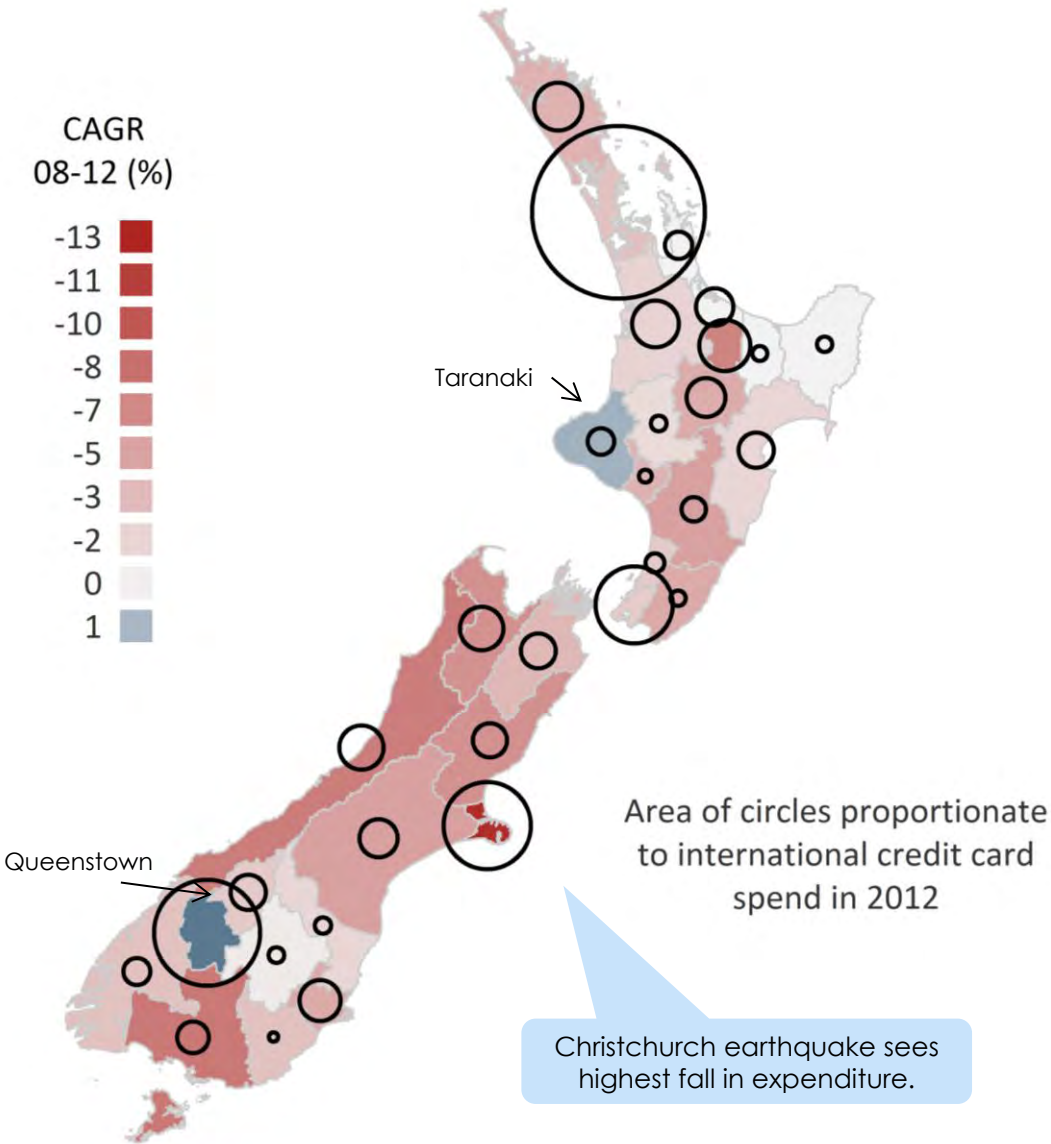 CAGR
08-12 (%)
-13
-11
-10
-8
-7
-5
-3
-2
0
1
Taranaki
Queenstown
Area of circles proportionate
to international credit card
spend in 2012
Christchurch earthquake sees
highest fall in expenditure.